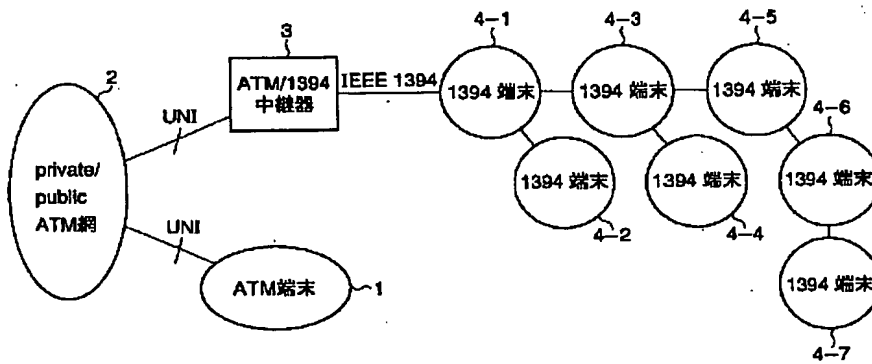 4-1
4-3
4-5
3
2
ATM/1394
中継器
IEEE 1394
1394 端末
1394 端末
1394 端末
4-6
UNI
private/
public
ATM網
1394 端末
1394 端末
1394 端末
UNI
4-2
4-4
ATM端末
1
1394 端末
4-7